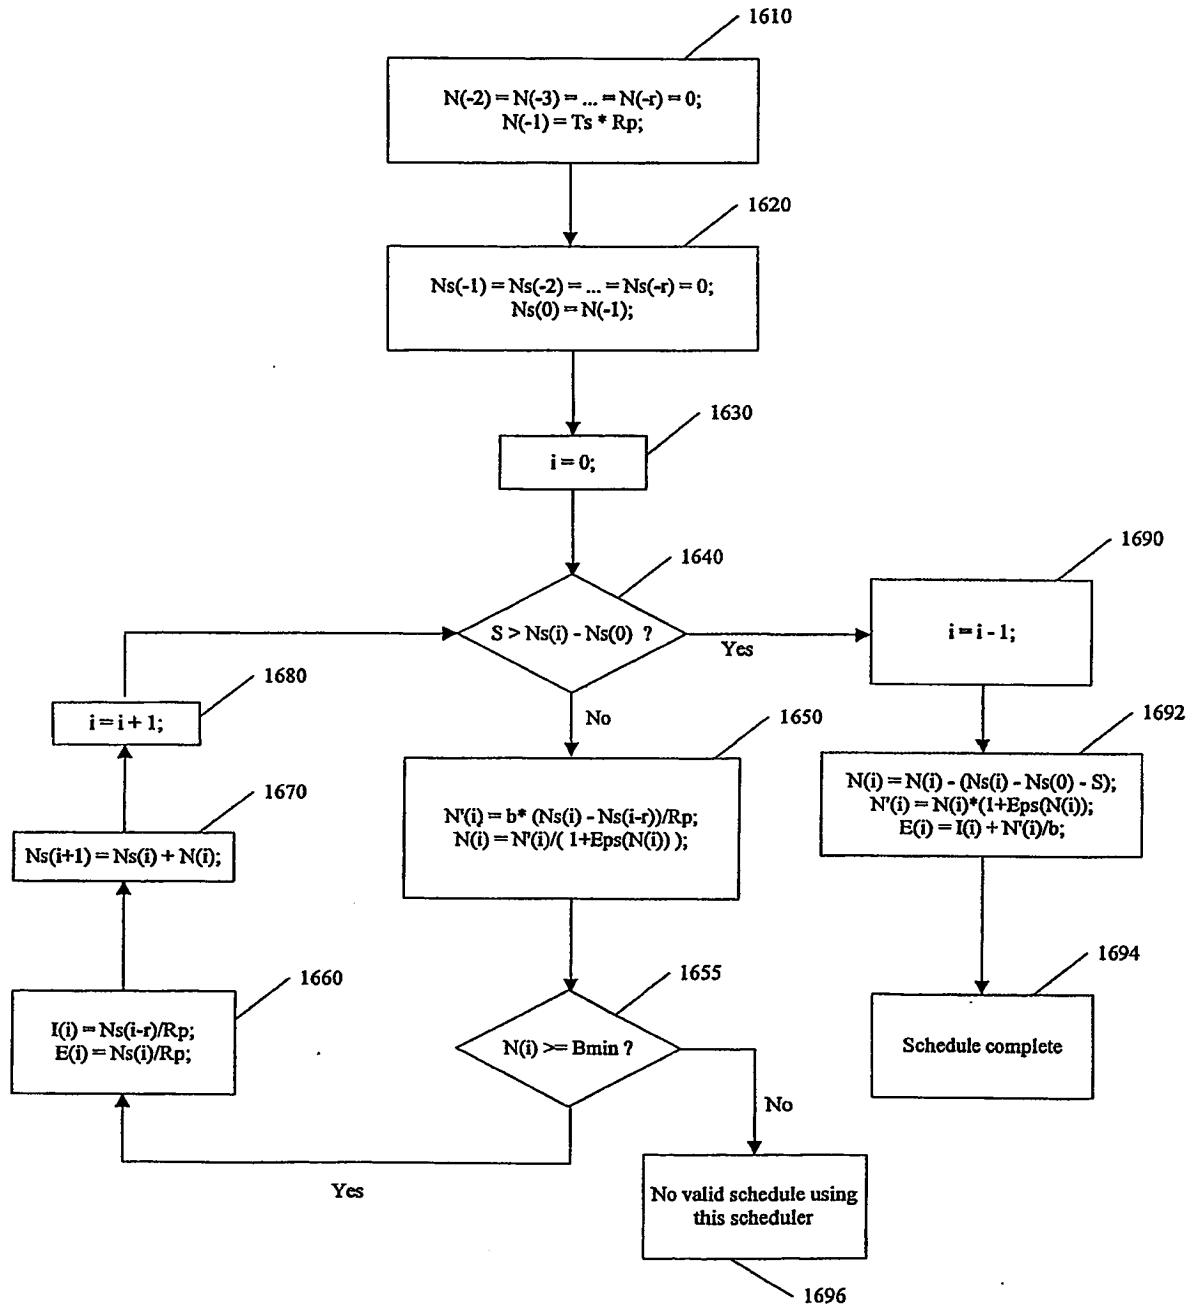 1610
N(-2) = N(-3) = ... = N(-r) = 0;
N(-1) = Ts * Rp;
1620
Ns(-1) = Ns(-2) = ... = Ns(-r) = 0;
Ns(0) = N(-1);
1630
i = 0;
1640
S > Ns(i) - Ns(0) ?
Yes
No
1690
i = i - 1;
1680
i = i + 1;
1650
N'(i) = b* (Ns(i) - Ns(i-r))/Rp;
N(i) = N'(i)/( 1+Eps(N(i)) );
1692
N(i) = N(i) - (Ns(i) - Ns(0) - S);
N'(i) = N(i)*(1+Eps(N(i));
E(i) = I(i) + N'(i)/b;
1670
Ns(i+1) = Ns(i) + N(i);
1660
I(i) = Ns(i-r)/Rp;
E(i) = Ns(i)/Rp;
1655
N(i) >= Bmin ?
Yes
No
1694
Schedule complete
No valid schedule using
this scheduler
1696